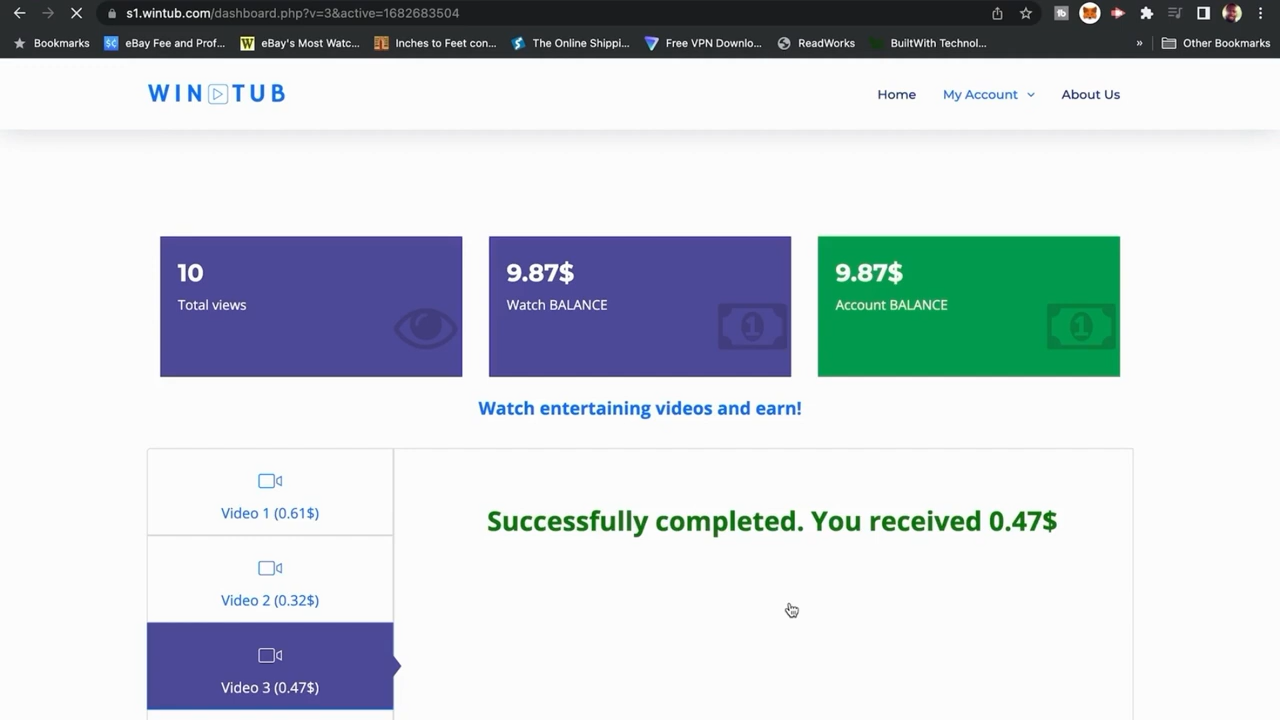 s1.wintub.com/dashboard.php?v=3&active=1682683504
Bookmarks eBay Fee and Prof... eBay's Most Watc... Inches to Feet con... The Online Shippi... Free VPN Downlo... ReadWorks BuiltWith Technol... » Other Bookmarks
WIN TUB Home My Account About Us
10 9.87$ 9.87$
Total views Watch BALANCE Account BALANCE
Watch entertaining videos and earn!
Video 1 (0.61$)
Successfully completed. You received 0.47$
Video 2 (0.32$)
Video 3 (0.47$)